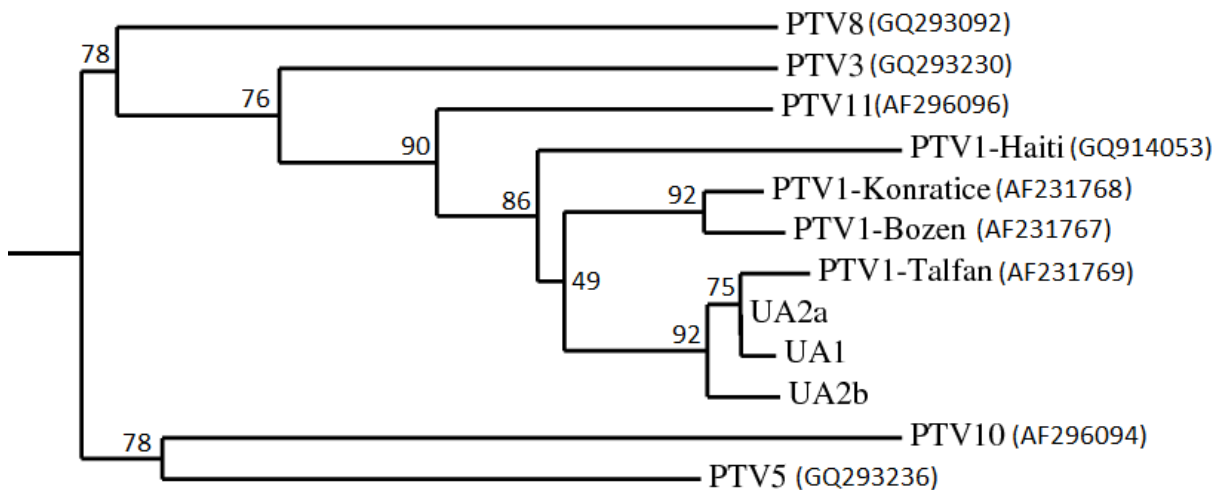 PTV8 (GQ293092)
78
PTV3 (GQ293230)
76
PTV11(AF296096)
90
PTV1-Haiti (GQ914053)
86
PTV1-Konratice (AF231768)
92
PTV1-Bozen (AF231767)
PTV1-Talfan (AF231769)
49
75
UA2a
92
UA1
UA2b
PTV10 (AF296094)
78
PTV5 (GQ293236)